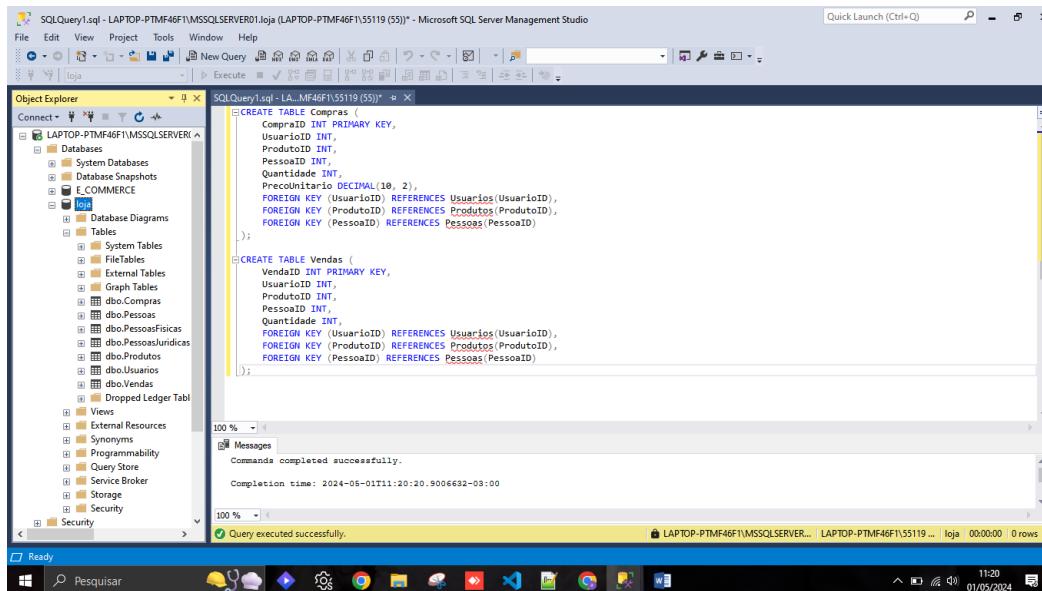 SQLQuery1.sql - LAPTOP-PTMF46F1\MSSQLSERVER01.loja (LAPTOP-PTMF46F1\55119 (55))* - Microsoft SQL Server Management Studio
Quick Launch (Ctrl+Q)
File Edit View Project Tools Window Help
New Query
loja
Execute
Object Explorer
SQLQuery1.sql - LA...MF46F1\55119 (55))*
Connect
LAPTOP-PTMF46F1\MSSQLSERVER(
Databases
System Databases
Database Snapshots
E_COMMERCE
loja
Database Diagrams
Tables
System Tables
FileTables
External Tables
Graph Tables
dbo.Compras
dbo.Pessoas
dbo.PessoasFisicas
dbo.PessoasJuridicas
dbo.Produtos
dbo.Usuarios
dbo.Vendas
Dropped Ledger Tabl
Views
External Resources
Synonyms
Programmability
Query Store
Service Broker
Storage
Security
Security
CREATE TABLE Compras (
CompraID INT PRIMARY KEY,
UsuarioID INT,
ProdutoID INT,
PessoaID INT,
Quantidade INT,
PrecoUnitario DECIMAL(10, 2),
FOREIGN KEY (UsuarioID) REFERENCES Usuarios(UsuarioID),
FOREIGN KEY (ProdutoID) REFERENCES Produtos(ProdutoID),
FOREIGN KEY (PessoaID) REFERENCES Pessoas(PessoaID)
);
CREATE TABLE Vendas (
VendaID INT PRIMARY KEY,
UsuarioID INT,
ProdutoID INT,
PessoaID INT,
Quantidade INT,
FOREIGN KEY (UsuarioID) REFERENCES Usuarios(UsuarioID),
FOREIGN KEY (ProdutoID) REFERENCES Produtos(ProdutoID),
FOREIGN KEY (PessoaID) REFERENCES Pessoas(PessoaID)
);
100 %
Messages
Commands completed successfully.
Completion time: 2024-05-01T11:20:20.9006632-03:00
100 %
Query executed successfully.
LAPTOP-PTMF46F1\MSSQLSERVER... LAPTOP-PTMF46F1\55119 ... loja 00:00:00 0 rows
Ready
Pesquisar
11:20
01/05/2024